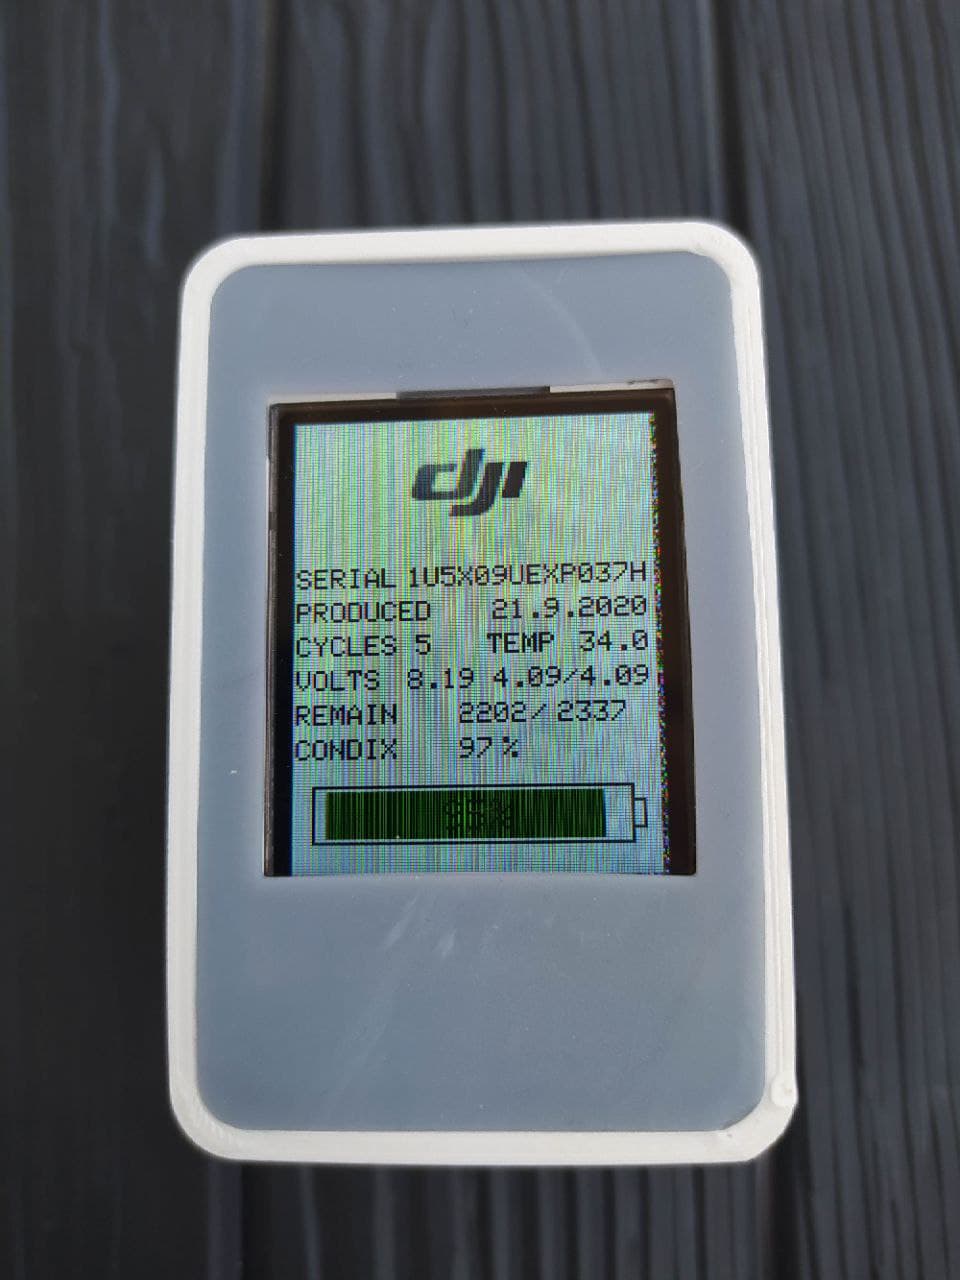 dji
SERIAL 1U5X09UEXP037H
PRODUCED 21.9.2020
CYCLES 5 TEMP 34.0
VOLTS 8.19 4.09/4.09
REMAIN 2202/2337
CONDIX 97%